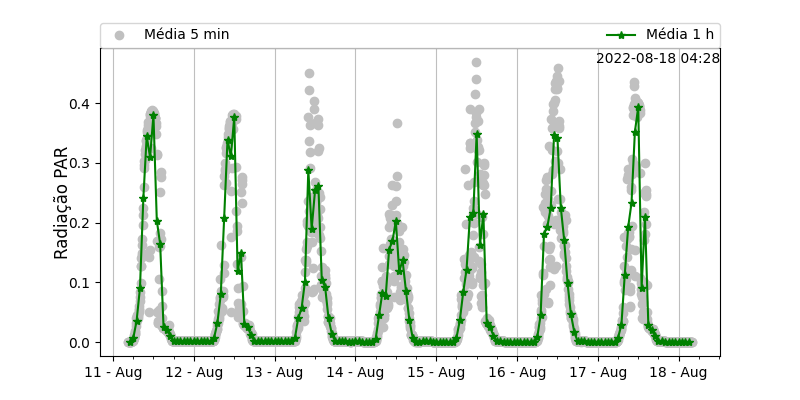 Média 5 min
Média 1 h
2022-08-18 04:28
Radiação PAR
0.4
0.3
0.2
0.1
0.0
11 - Aug
12 - Aug
13 - Aug
14 - Aug
15 - Aug
16 - Aug
17 - Aug
18 - Aug